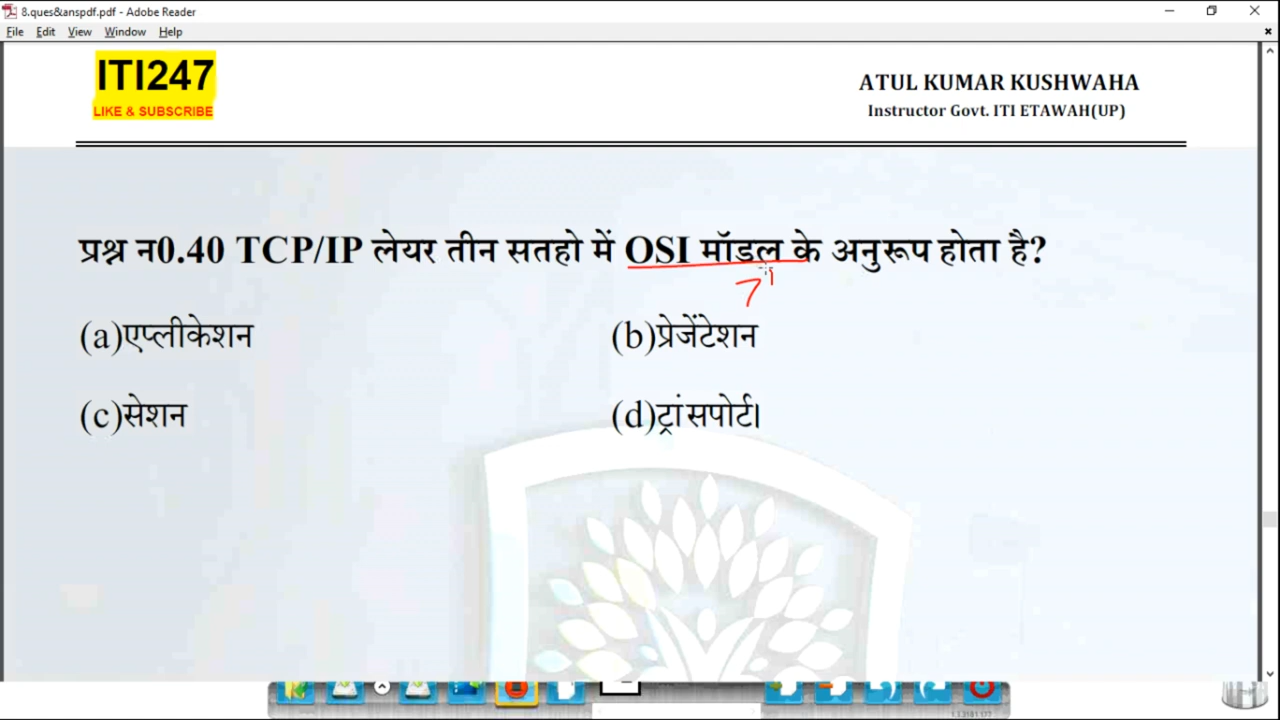 8.ques&anspdf.pdf - Adobe Reader
File Edit View Window Help
ITI247
LIKE & SUBSCRIBE
ATUL KUMAR KUSHWAHA
Instructor Govt. ITI ETAWAH(UP)
प्रश्न न0.40 TCP/IP लेयर तीन सतहो में OSI मॉडल के अनुरूप होता है?
7
(a)एप्लीकेशन
(b)प्रेजेंटेशन
(c)सेशन
(d)ट्रांसपोर्ट।